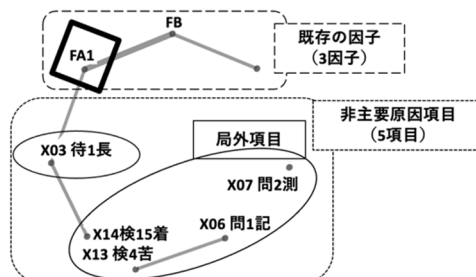 FB
FA1
既存の因子
（3因子）
非主要原因項目
（5項目）
局外項目
X03 待1長
X07 問2測
X06 問1記
X14検15着
X13 検4苦